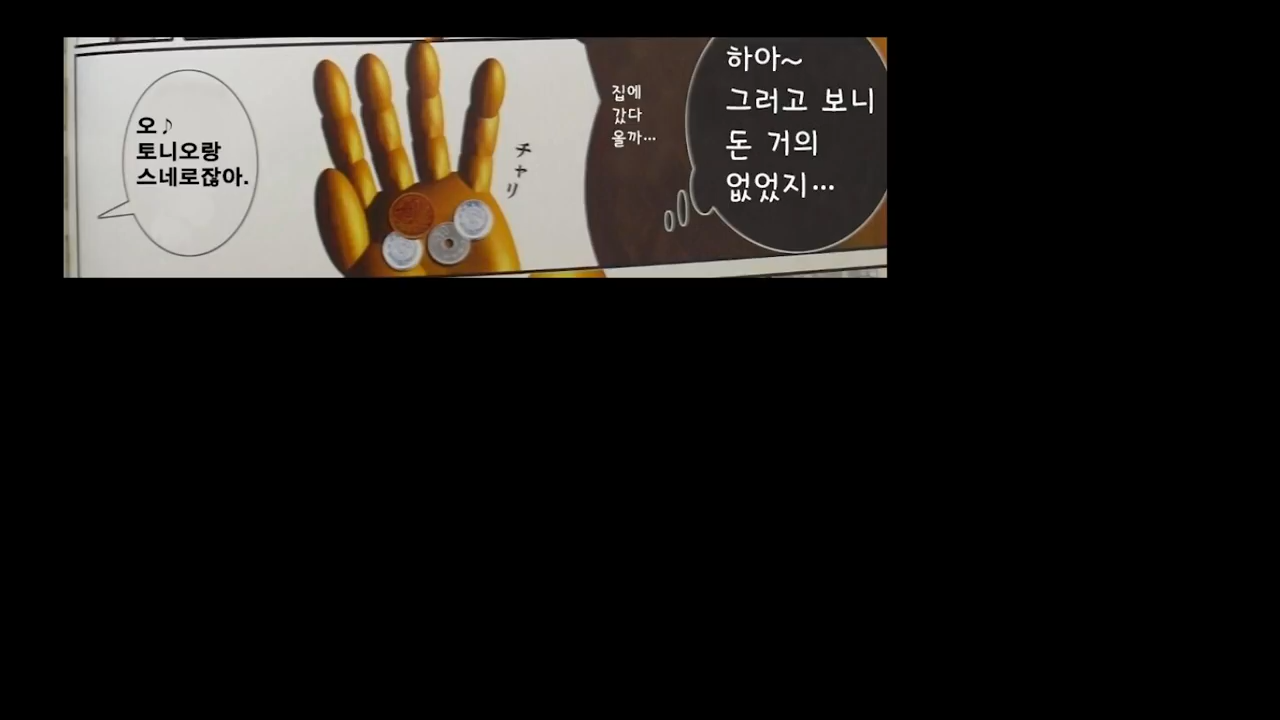 하아~
그러고 보니
돈 거의
없었지…
집에
갔다
올까…
チャリ
오♪
토니오랑
스네로잖아.